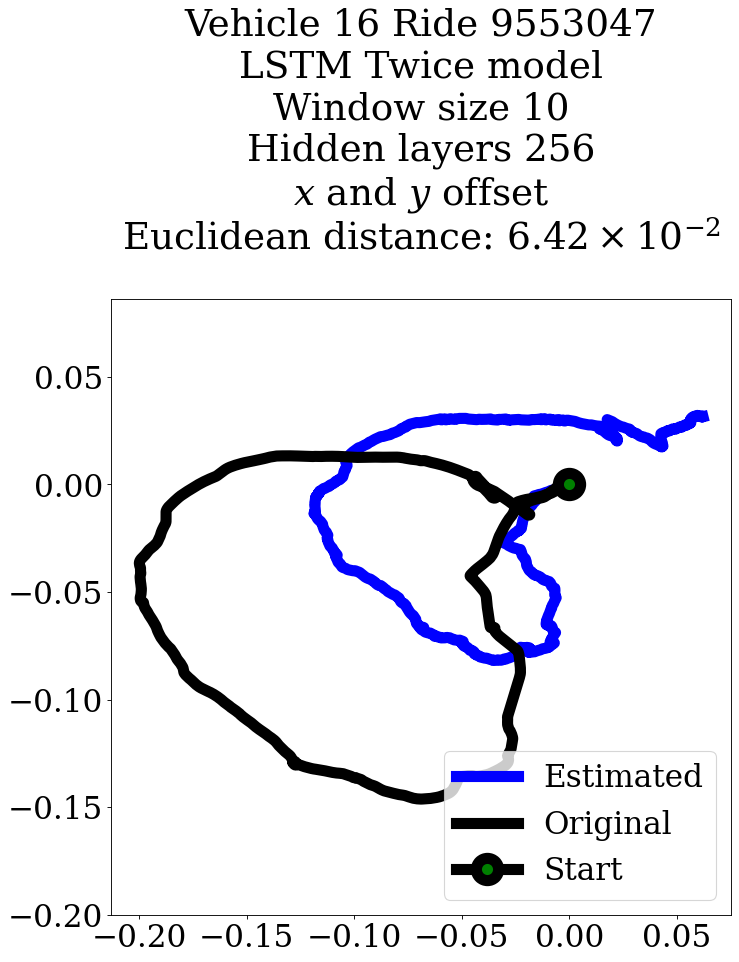 Vehicle 16 Ride 9553047
LSTM Twice model
Window size 10
Hidden layers 256
x and y offset
Euclidean distance: 6.42 × 10⁻²
0.05
0.00
−0.05
−0.10
−0.15
−0.20
Estimated
Original
Start
−0.20 −0.15 −0.10 −0.05 0.00 0.05